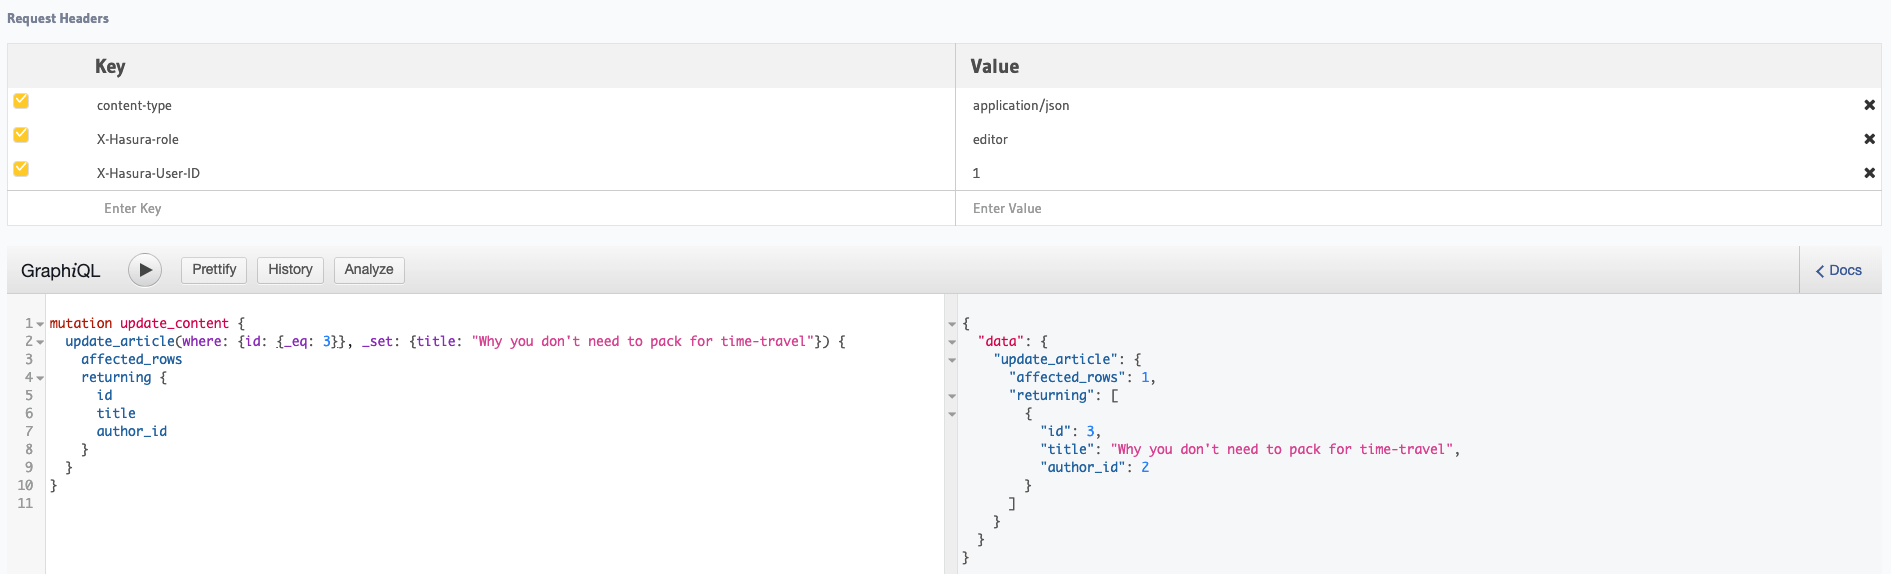 Request Headers
Key Value
content-type application/json ✖
X-Hasura-role editor ✖
X-Hasura-User-ID 1 ✖
Enter Key Enter Value
GraphiQL Prettify History Analyze < Docs
1 mutation update_content {
2 update_article(where: {id: {_eq: 3}}, _set: {title: "Why you don't need to pack for time-travel"}) {
3 affected_rows
4 returning {
5 id
6 title
7 author_id
8 }
9 }
10 }
11
{
"data": {
"update_article": {
"affected_rows": 1,
"returning": [
{
"id": 3,
"title": "Why you don't need to pack for time-travel",
"author_id": 2
}
]
}
}
}